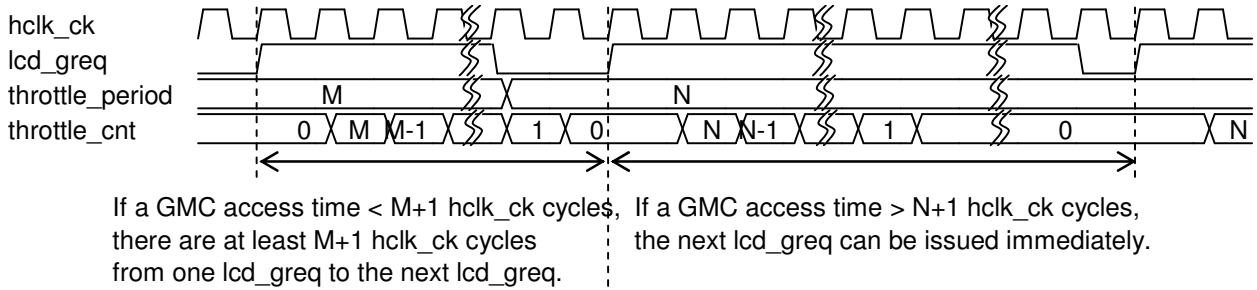 hclk_ck
lcd_greq
throttle_period M N
throttle_cnt 0 M M-1 1 0 N N-1 1 0 N
If a GMC access time < M+1 hclk_ck cycles,
there are at least M+1 hclk_ck cycles
from one lcd_greq to the next lcd_greq.
If a GMC access time > N+1 hclk_ck cycles,
the next lcd_greq can be issued immediately.